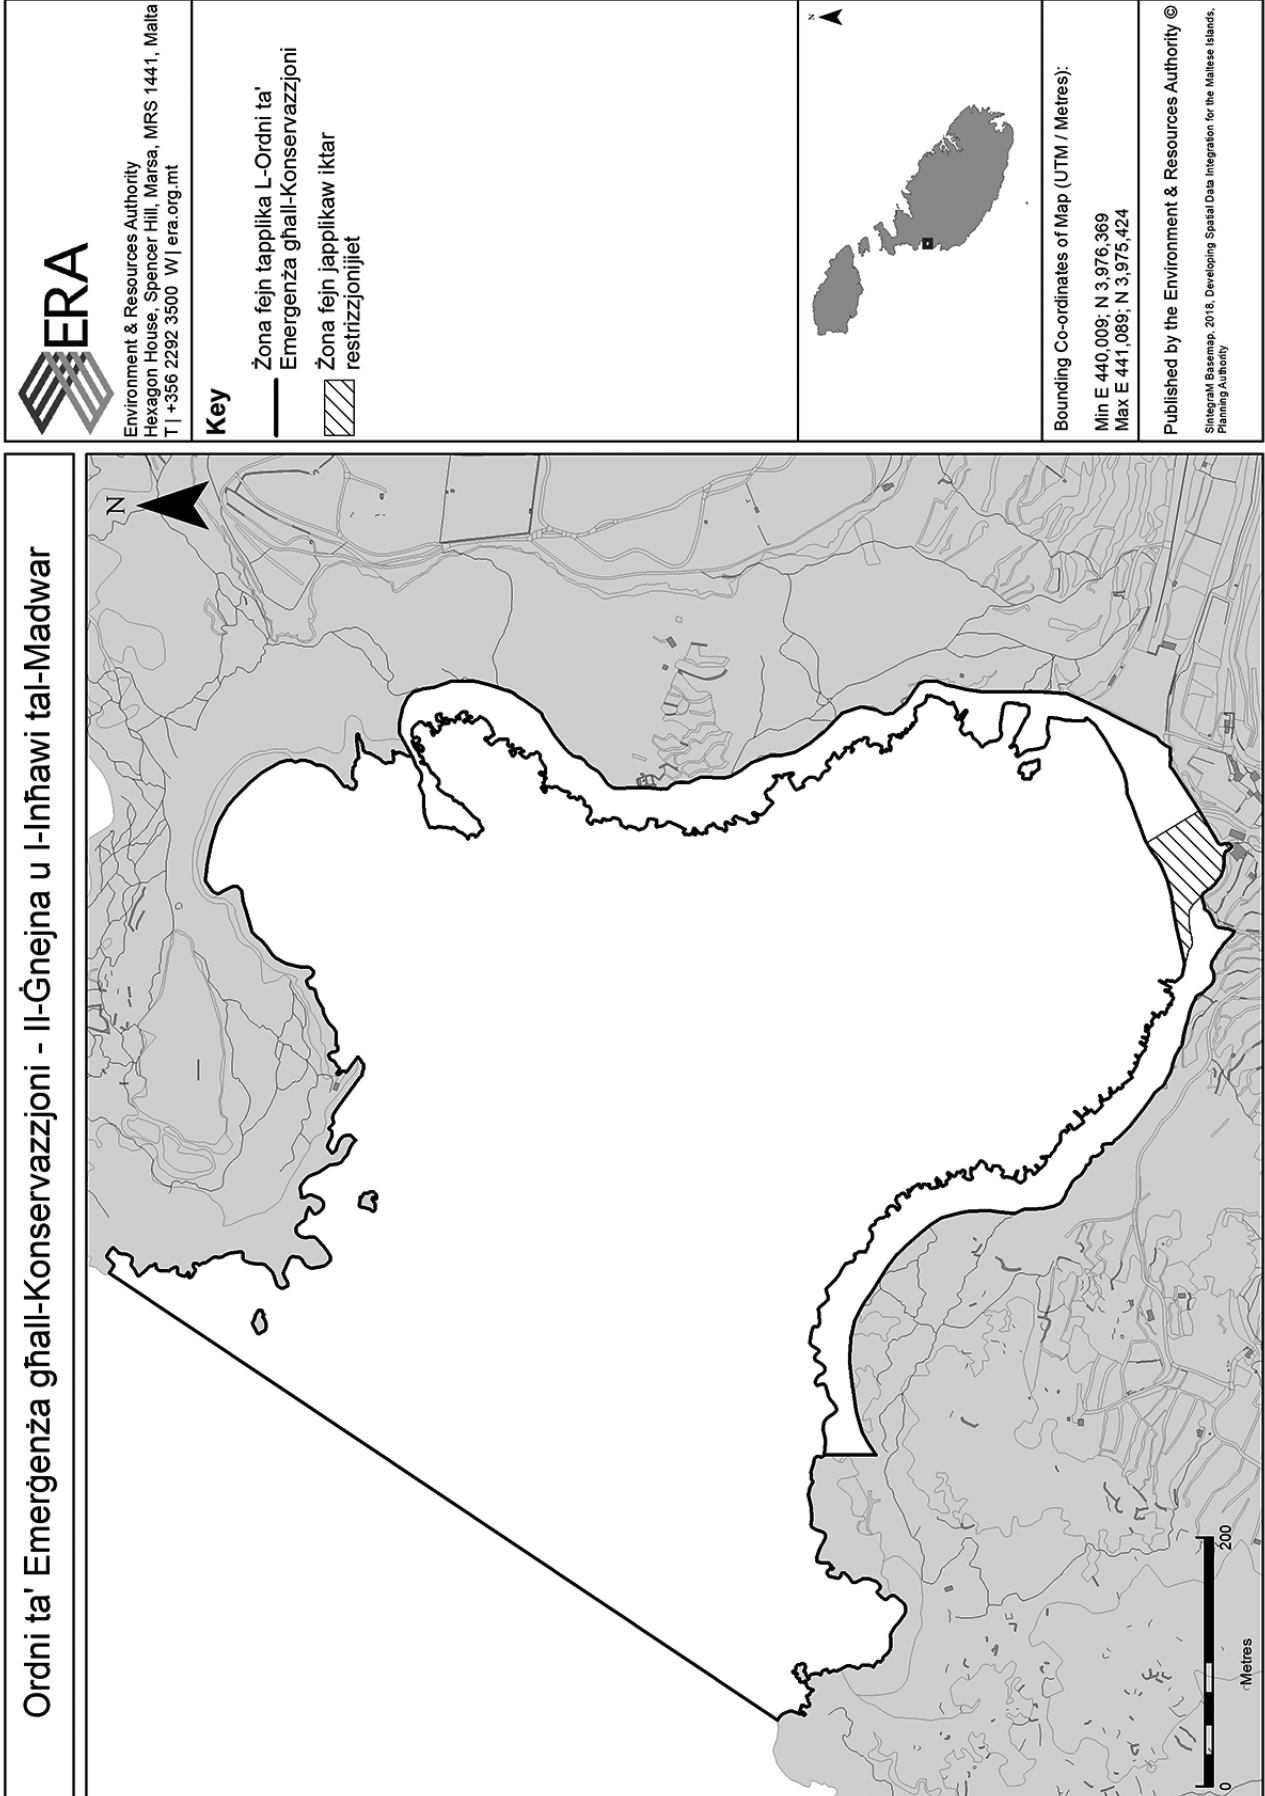 Ordni ta' Emerġenża għall-Konservazzjoni - Il-Ġnejna u l-Inħawi tal-Madwar
N
0
200
Metres
ERA
Environment & Resources Authority
Hexagon House, Spencer Hill, Marsa, MRS 1441, Malta
T | +356 2292 3500 W| era.org.mt
Key
Żona fejn tapplika L-Ordni ta'
Emerġenża għall-Konservazzjoni
Żona fejn japplikaw iktar
restrizzjonijiet
N
Bounding Co-ordinates of Map (UTM / Metres):
Min E 440,009; N 3,976,369
Max E 441,089; N 3,975,424
Published by the Environment & Resources Authority ©
SIntegraM Basemap, 2018, Developing Spatial Data Integration for the Maltese Islands,
Planning Authority